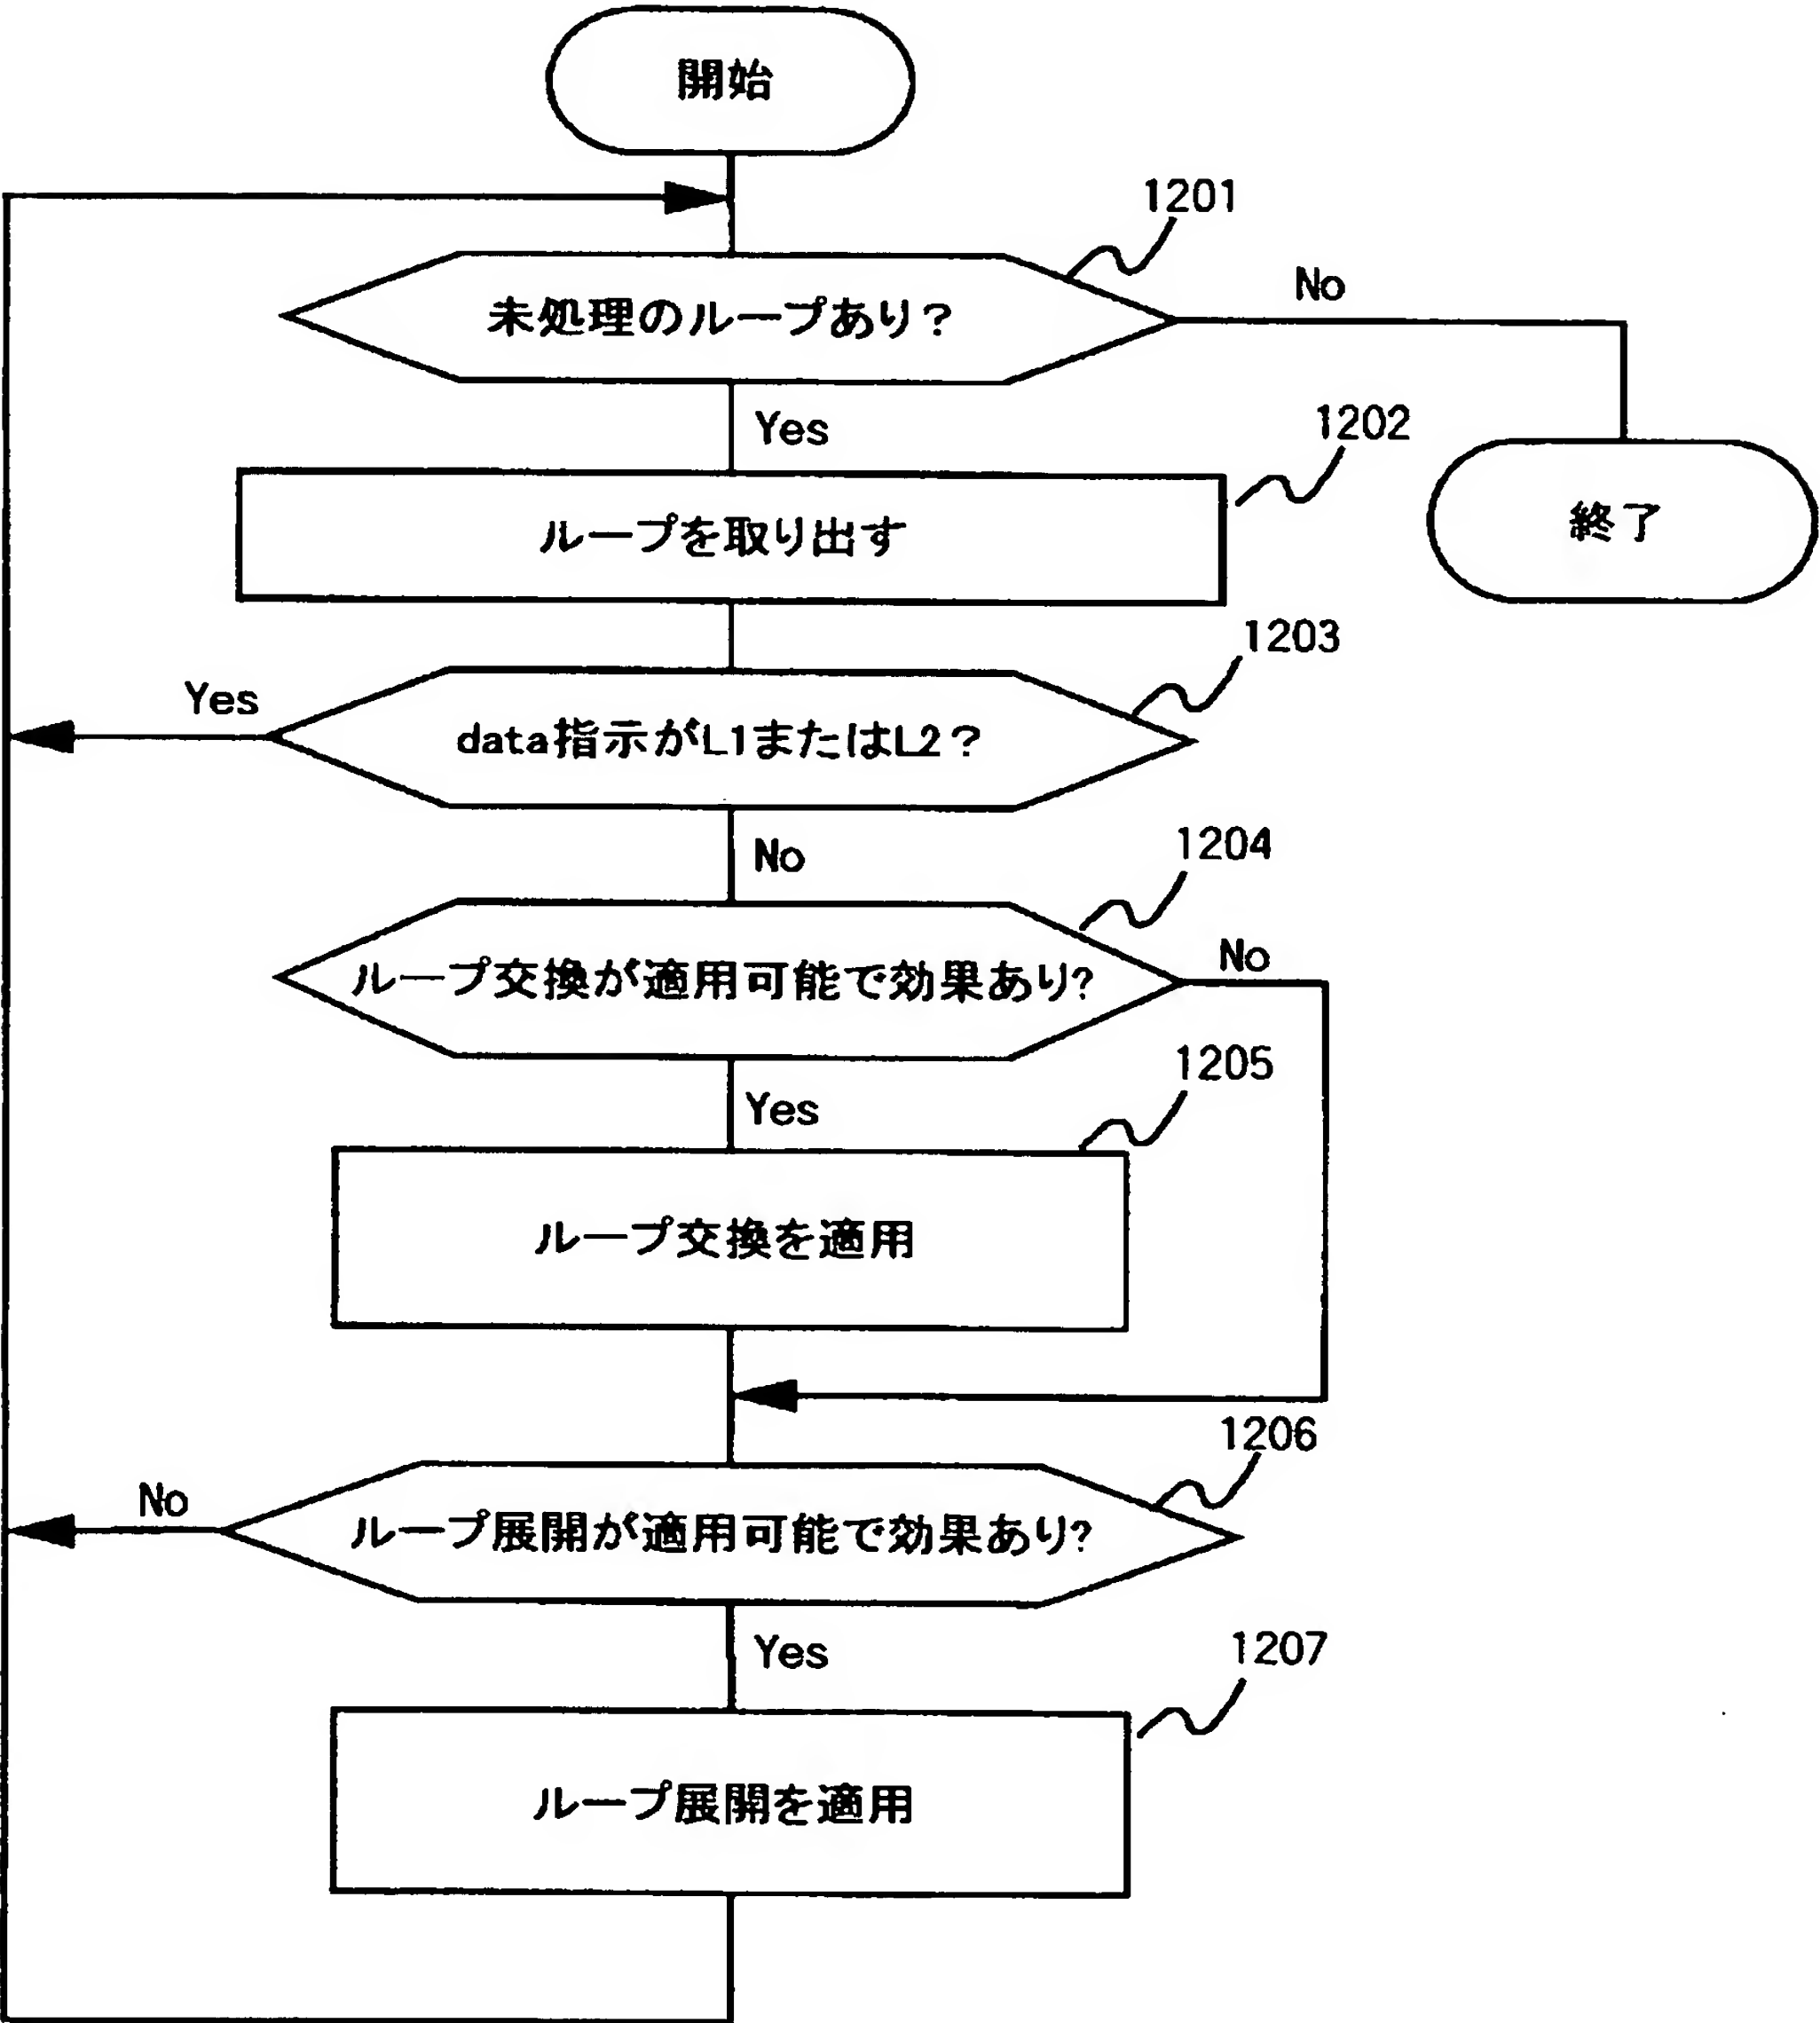 開始
1201
未処理のループあり?
No
Yes
1202
ループを取り出す
終了
1203
Yes
data指示がL1またはL2?
No
1204
ループ交換が適用可能で効果あり?
No
Yes
1205
ループ交換を適用
1206
No
ループ展開が適用可能で効果あり?
Yes
1207
ループ展開を適用